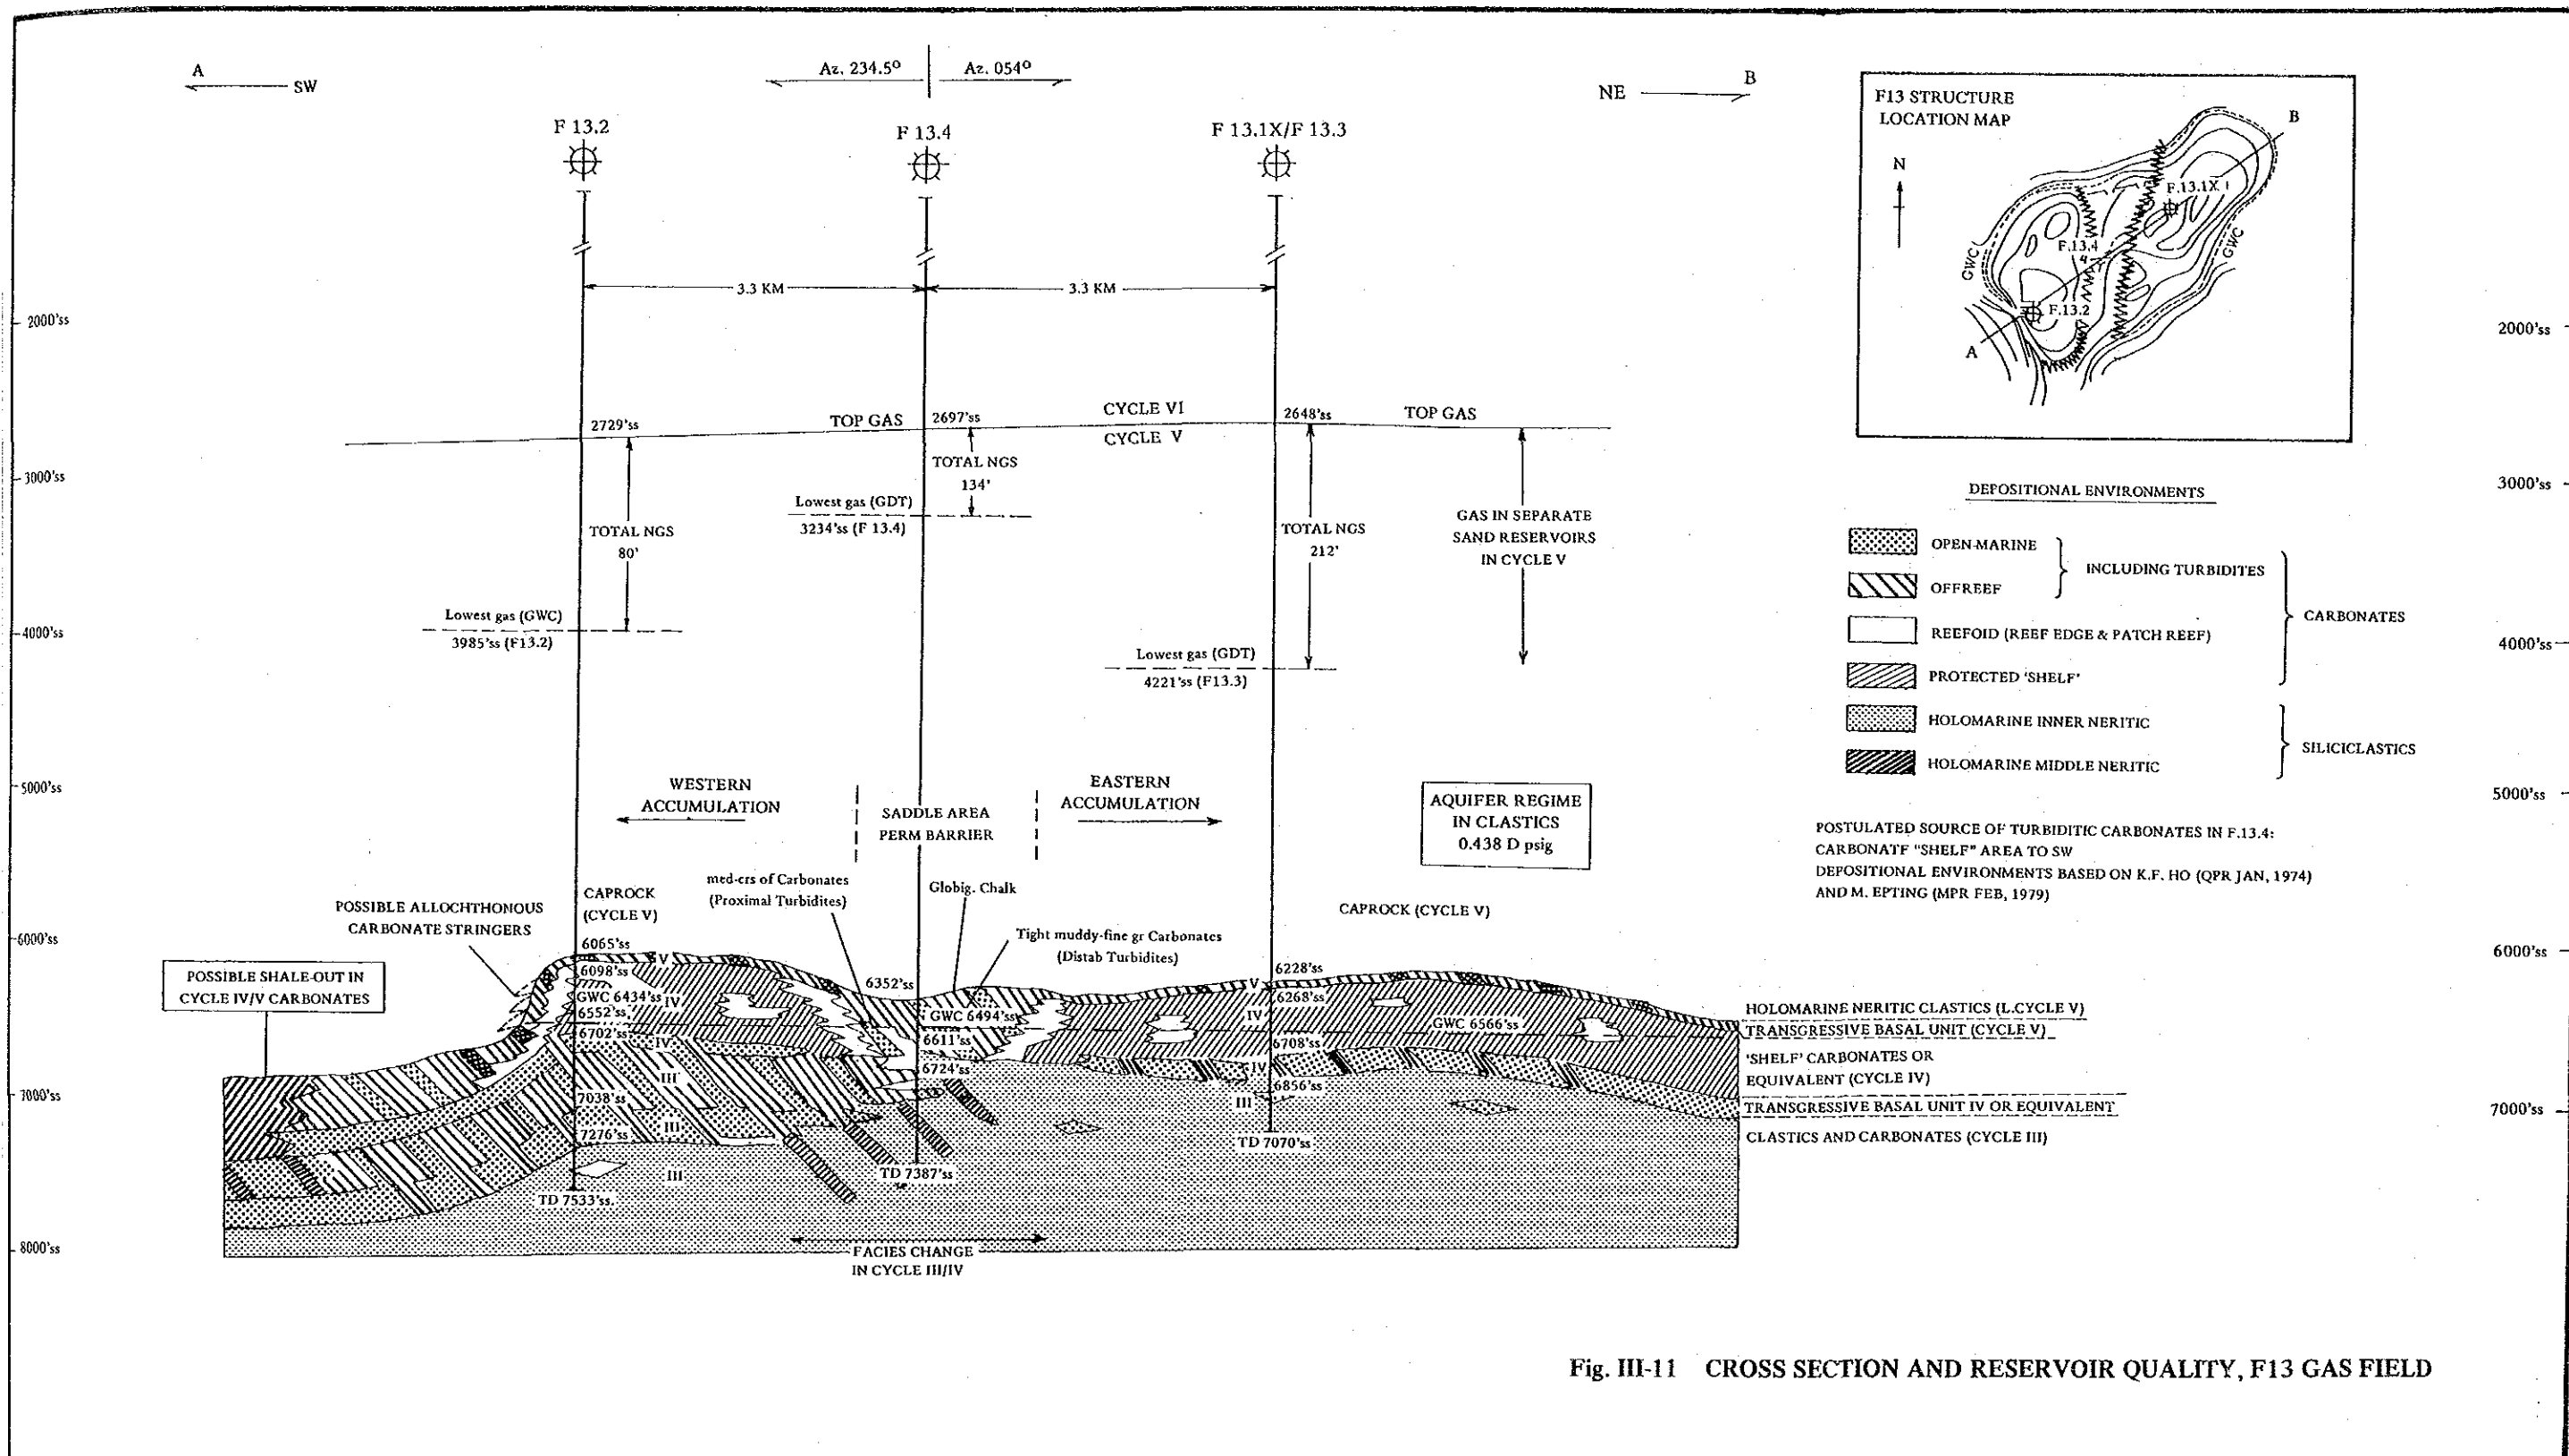 A
SW
Az. 234.5°
Az. 054°
NE
B
F 13.2
F 13.4
F 13.1X/F 13.3
3.3 KM
3.3 KM
2000'ss
3000'ss
4000'ss
5000'ss
6000'ss
7000'ss
8000'ss
2000'ss
3000'ss
4000'ss
5000'ss
6000'ss
7000'ss
2729'ss
TOP GAS
2697'ss
CYCLE VI
CYCLE V
2648'ss
TOP GAS
TOTAL NGS
80'
TOTAL NGS
134'
TOTAL NGS
212'
Lowest gas (GWC)
3985'ss (F13.2)
Lowest gas (GDT)
3234'ss (F 13.4)
Lowest gas (GDT)
4221'ss (F13.3)
GAS IN SEPARATE
SAND RESERVOIRS
IN CYCLE V
WESTERN
ACCUMULATION
SADDLE AREA
PERM BARRIER
EASTERN
ACCUMULATION
AQUIFER REGIME
IN CLASTICS
0.438 D psig
POSSIBLE ALLOCHTHONOUS
CARBONATE STRINGERS
CAPROCK
(CYCLE V)
med-crs of Carbonates
(Proximal Turbidites)
Globig. Chalk
Tight muddy-fine gr Carbonates
(Distab Turbidites)
CAPROCK (CYCLE V)
POSSIBLE SHALE-OUT IN
CYCLE IV/V CARBONATES
6065'ss
V
6098'ss
GWC 6434'ss IV
6552'ss
6702'ss IV
III
7038'ss
III
7276'ss
III
TD 7533'ss.
6352'ss
GWC 6494'ss
6611'ss
6724'ss
TD 7387'ss
6228'ss
V
6268'ss
IV
GWC 6566'ss
6708'ss
IV
6856'ss
III
TD 7070'ss
FACIES CHANGE
IN CYCLE III/IV
HOLOMARINE NERITIC CLASTICS (L.CYCLE V)
TRANSGRESSIVE BASAL UNIT (CYCLE V)
'SHELF' CARBONATES OR
EQUIVALENT (CYCLE IV)
TRANSGRESSIVE BASAL UNIT IV OR EQUIVALENT
CLASTICS AND CARBONATES (CYCLE III)
F13 STRUCTURE
LOCATION MAP
N
B
F.13.1X
F.13.4
4
GWC
GWC
F.13.2
A
DEPOSITIONAL ENVIRONMENTS
OPEN-MARINE
OFFREEF
INCLUDING TURBIDITES
REEFOID (REEF EDGE & PATCH REEF)
PROTECTED 'SHELF'
CARBONATES
HOLOMARINE INNER NERITIC
HOLOMARINE MIDDLE NERITIC
SILICICLASTICS
POSTULATED SOURCE OF TURBIDITIC CARBONATES IN F.13.4:
CARBONATE "SHELF" AREA TO SW
DEPOSITIONAL ENVIRONMENTS BASED ON K.F. HO (QPR JAN, 1974)
AND M. EPTING (MPR FEB, 1979)
Fig. III-11 CROSS SECTION AND RESERVOIR QUALITY, F13 GAS FIELD